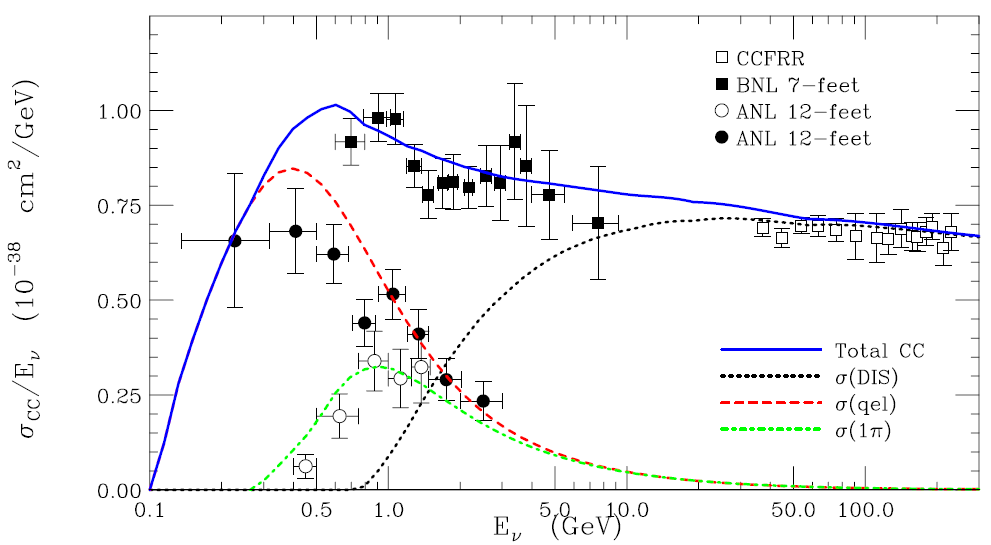 CCFRR
BNL 7-feet
ANL 12-feet
ANL 12-feet
1.00
0.75
0.50
0.25
0.00
σCC/Eν (10−38 cm2/GeV)
Total CC
σ(DIS)
σ(qel)
σ(1π)
0.1 0.5 1.0 5.0 10.0 50.0 100.0
Eν (GeV)